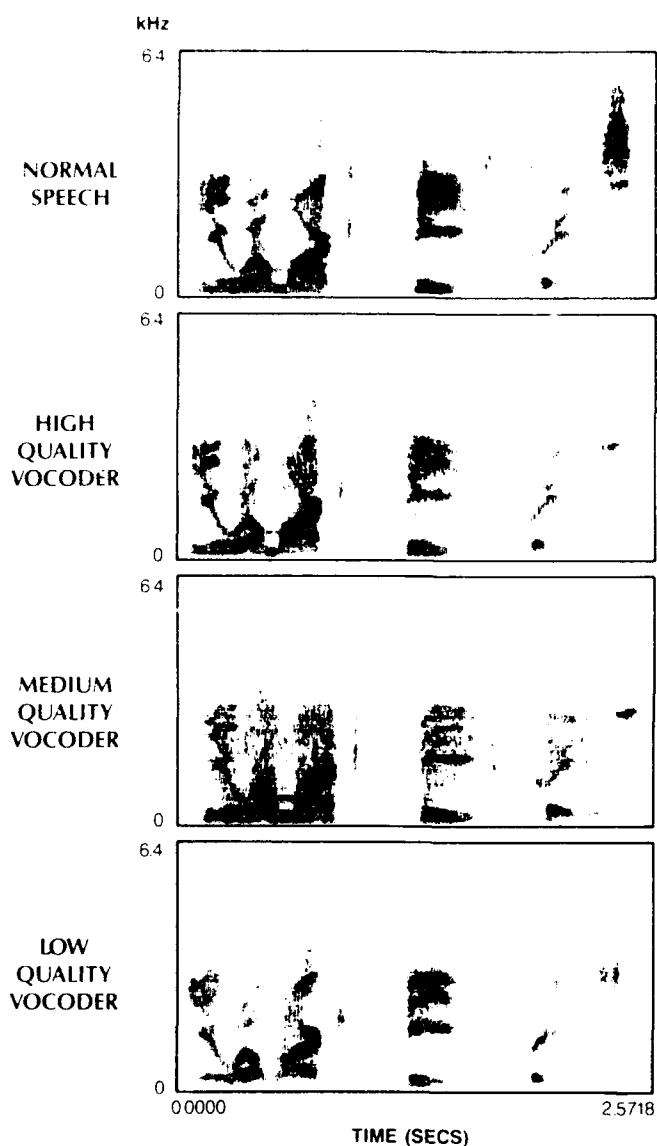 kHz
6.4
NORMAL
SPEECH
0
6.4
HIGH
QUALITY
VOCODER
0
6.4
MEDIUM
QUALITY
VOCODER
0
6.4
LOW
QUALITY
VOCODER
0
0.0000
2.5718
TIME (SECS)